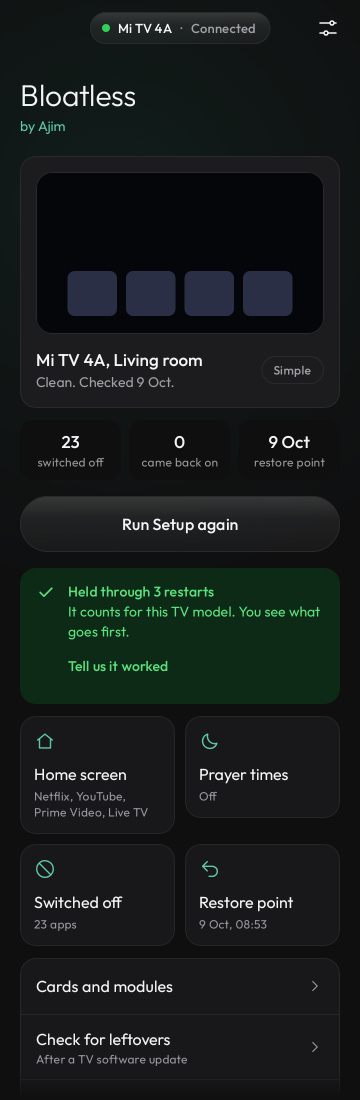 Mi TV 4A · Connected
Bloatless
by Ajim
Mi TV 4A, Living room
Clean. Checked 9 Oct.
Simple
23
switched off
0
came back on
9 Oct
restore point
Run Setup again
Held through 3 restarts
It counts for this TV model. You see what
goes first.
Tell us it worked
Home screen
Netflix, YouTube,
Prime Video, Live TV
Prayer times
Off
Switched off
23 apps
Restore point
9 Oct, 08:53
Cards and modules
Check for leftovers
After a TV software update